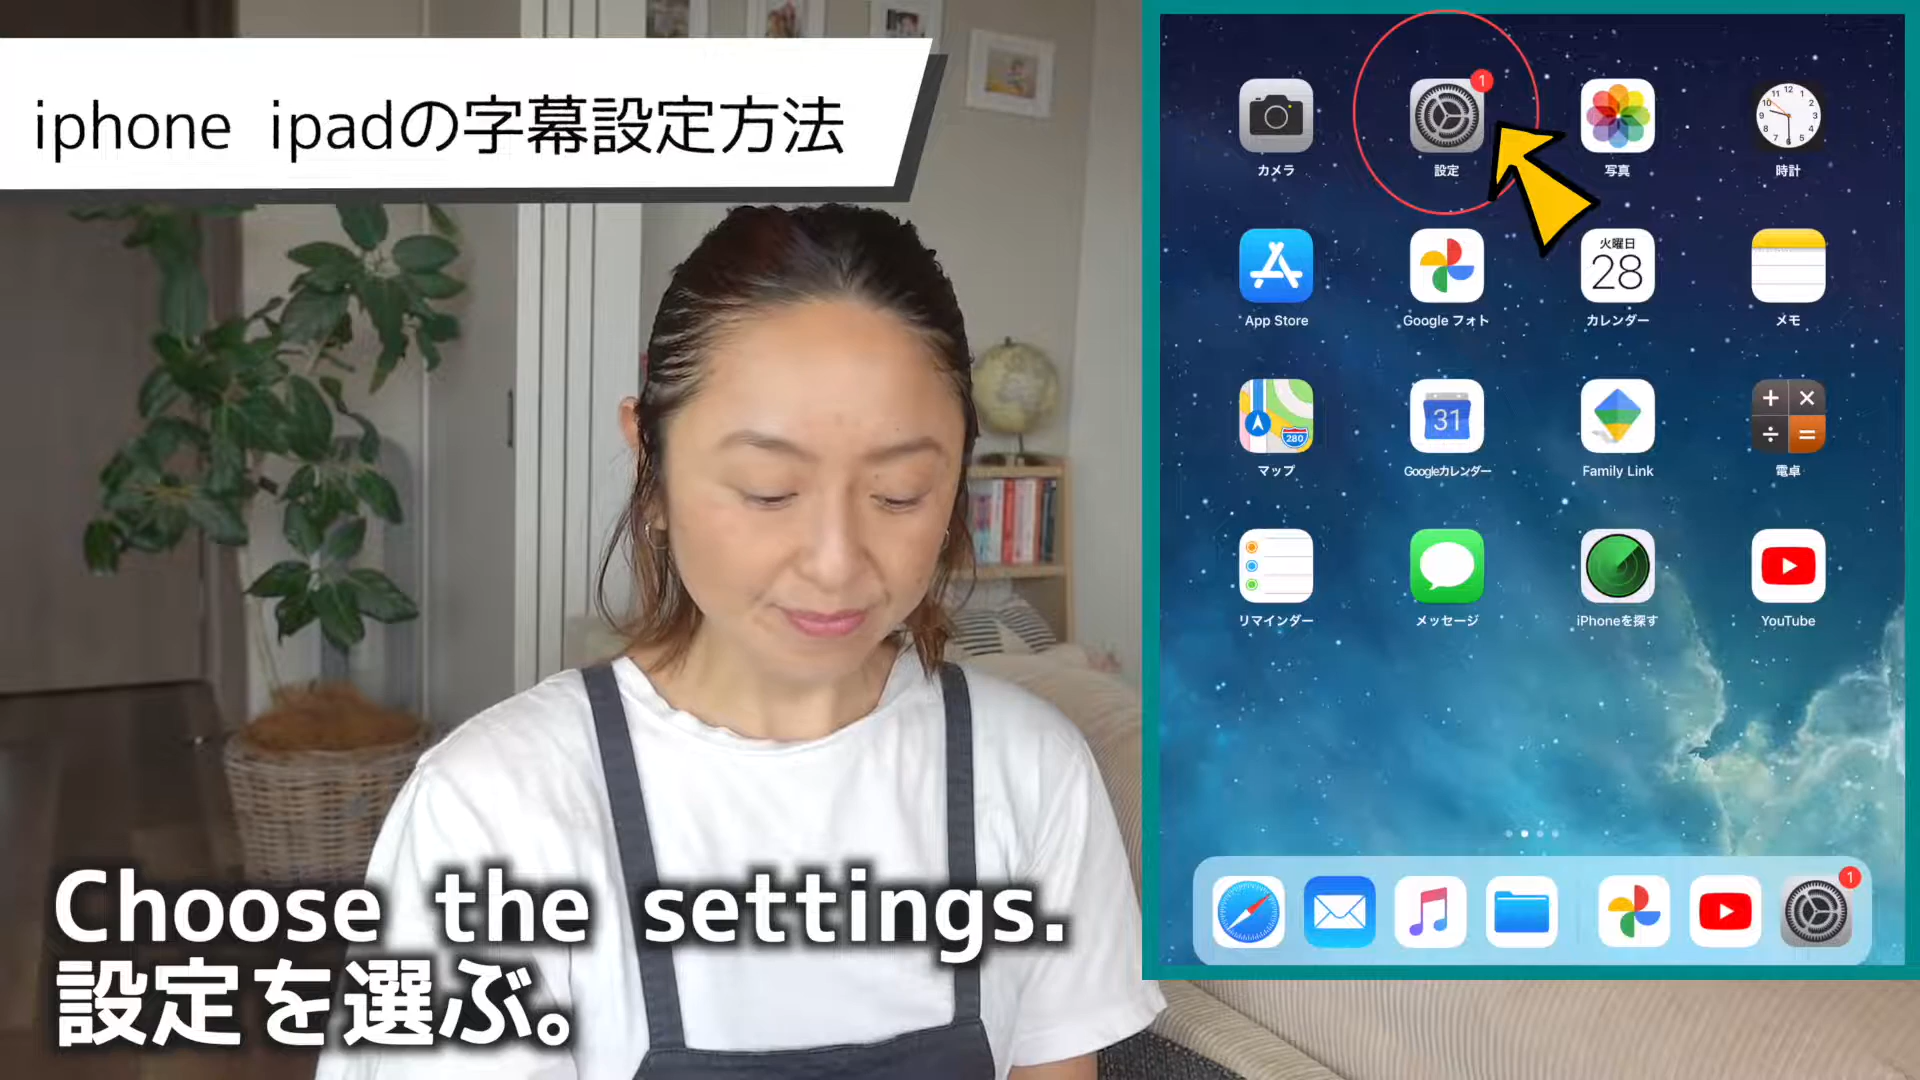 iphone ipadの字幕設定方法
1
カメラ
設定
写真
時計
火曜日
28
App Store
Google フォト
カレンダー
メモ
280
31
マップ
Googleカレンダー
Family Link
電卓
リマインダー
メッセージ
iPhoneを探す
YouTube
1
Choose the settings.
設定を選ぶ。